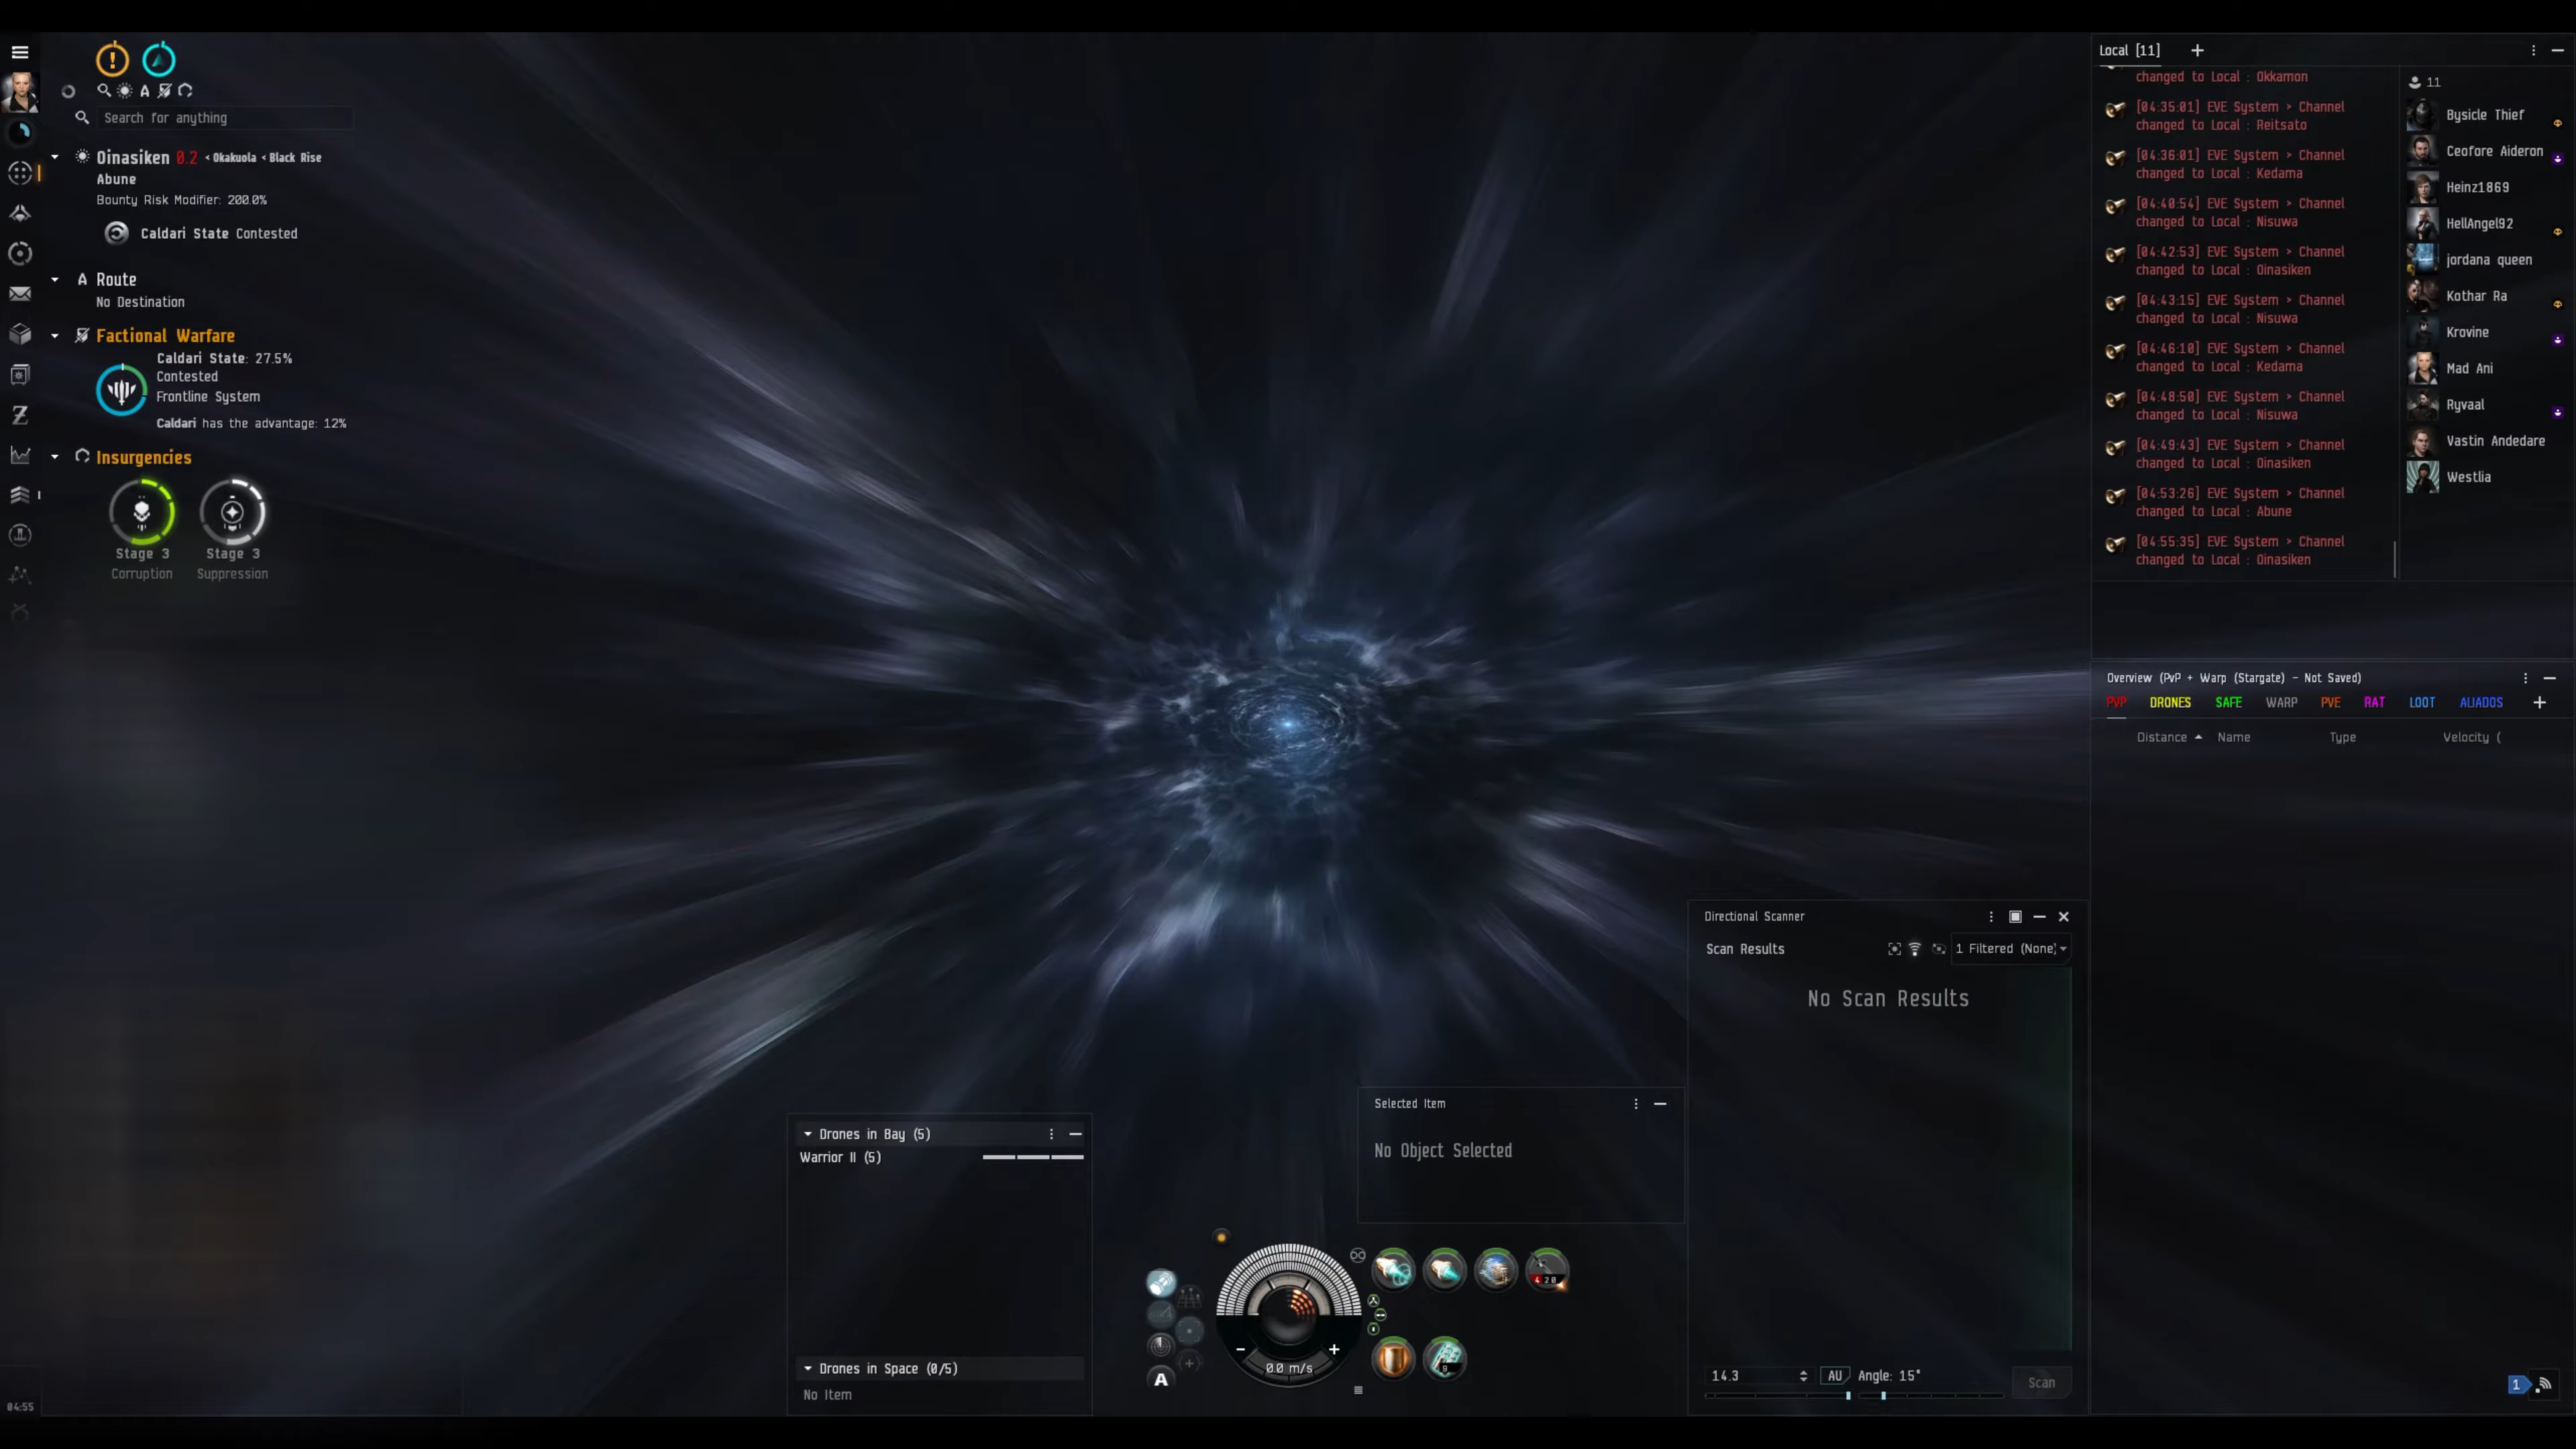 Search for anything
Oinasiken 0.2 < Okakuola < Black Rise
Abune
Bounty Risk Modifier: 200.0%
Caldari State Contested
A Route
No Destination
Factional Warfare
Caldari State: 27.5%
Contested
Frontline System
Caldari has the advantage: 12%
Insurgencies
Stage 3
Corruption
Stage 3
Suppression
04:55
Local [11]
changed to Local : Okkamon
[04:35:01] EVE System > Channel
changed to Local : Reitsato
[04:36:01] EVE System > Channel
changed to Local : Kedama
[04:40:54] EVE System > Channel
changed to Local : Nisuwa
[04:42:53] EVE System > Channel
changed to Local : Oinasiken
[04:43:15] EVE System > Channel
changed to Local : Nisuwa
[04:46:10] EVE System > Channel
changed to Local : Kedama
[04:48:50] EVE System > Channel
changed to Local : Nisuwa
[04:49:43] EVE System > Channel
changed to Local : Oinasiken
[04:53:26] EVE System > Channel
changed to Local : Abune
[04:55:35] EVE System > Channel
changed to Local : Oinasiken
11
Bysicle Thief
Ceafare Aideron
Heinz1869
HellAngel92
jordana queen
Kothar Ra
Krovine
Mad Ani
Ryvaal
Vastin Andedare
Westlia
Overview (PvP + Warp (Stargate) - Not Saved)
PVP DRONES SAFE WARP PVE RAT LOOT ALIADOS
Distance Name Type Velocity (
Directional Scanner
Scan Results 1 Filtered (None)
No Scan Results
14.3 AU Angle: 15°
Scan
Selected Item
No Object Selected
Drones in Bay (5)
Warrior II (5)
Drones in Space (0/5)
No Item
A
0.0 m/s
4 20
9
1